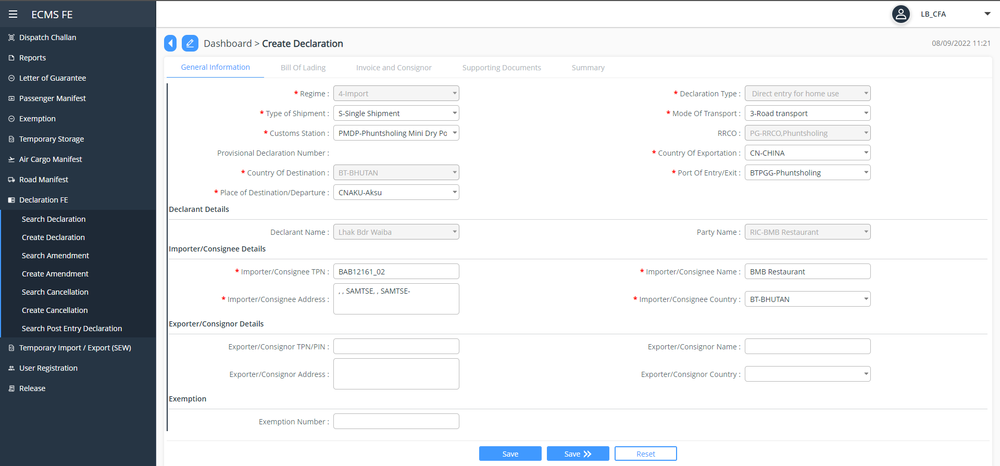 ECMS FE
LB_CFA
Dispatch Challan
Reports
Letter of Guarantee
Passenger Manifest
Exemption
Temporary Storage
Air Cargo Manifest
Road Manifest
Declaration FE
Search Declaration
Create Declaration
Search Amendment
Create Amendment
Search Cancellation
Create Cancellation
Search Post Entry Declaration
Temporary Import / Export (SEW)
User Registration
Release
Dashboard > Create Declaration
08/09/2022 11:21
General Information Bill Of Lading Invoice and Consignor Supporting Documents Summary
* Regime : 4-Import * Declaration Type : Direct entry for home use
* Type of Shipment : S-Single Shipment * Mode Of Transport : 3-Road transport
* Customs Station : PMDP-Phuntsholing Mini Dry Po RRCO : PG-RRCO,Phuntsholing
Provisional Declaration Number : * Country Of Exportation : CN-CHINA
* Country Of Destination : BT-BHUTAN * Port Of Entry/Exit : BTPGG-Phuntsholing
* Place of Destination/Departure : CNAKU-Aksu
Declarant Details
Declarant Name : Lhak Bdr Waiba Party Name : RIC-BMB Restaurant
Importer/Consignee Details
* Importer/Consignee TPN : BAB12161_02 * Importer/Consignee Name : BMB Restaurant
* Importer/Consignee Address : , , SAMTSE, , SAMTSE- * Importer/Consignee Country : BT-BHUTAN
Exporter/Consignor Details
Exporter/Consignor TPN/PIN : Exporter/Consignor Name :
Exporter/Consignor Address : Exporter/Consignor Country :
Exemption
Exemption Number :
Save Save Reset